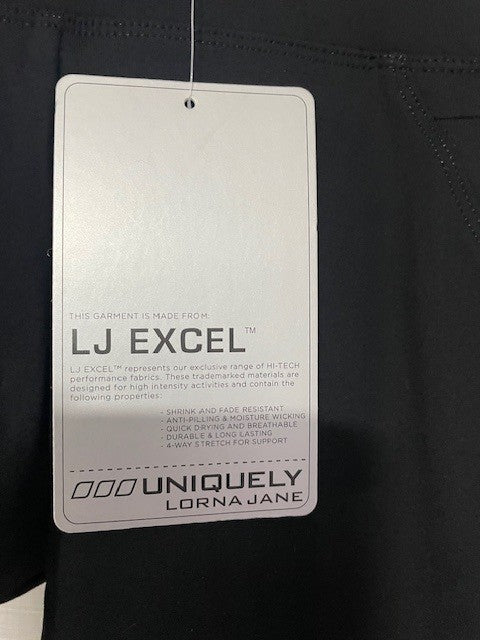 THIS GARMENT IS MADE FROM:
LJ EXCEL™
LJ EXCEL™ represents our exclusive range of HI-TECH
performance fabrics. These trademarked materials are
designed for high intensity activities and contain the
following properties:
- SHRINK AND FADE RESISTANT
- ANTI-PILLING & MOISTURE WICKING
- QUICK DRYING AND BREATHABLE
- DURABLE & LONG LASTING
- 4-WAY STRETCH FOR SUPPORT
UNIQUELY
LORNA JANE